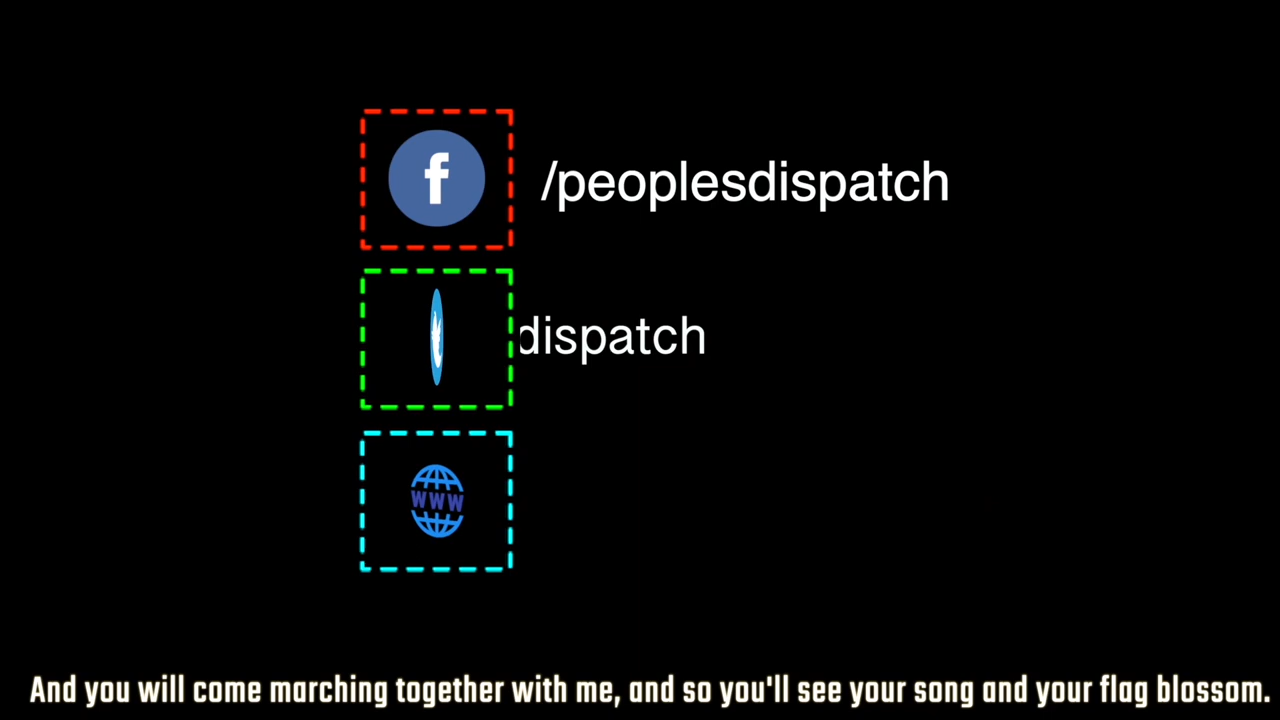 f
/peoplesdispatch
dispatch
WWW
And you will come marching together with me, and so you'll see your song and your flag blossom.